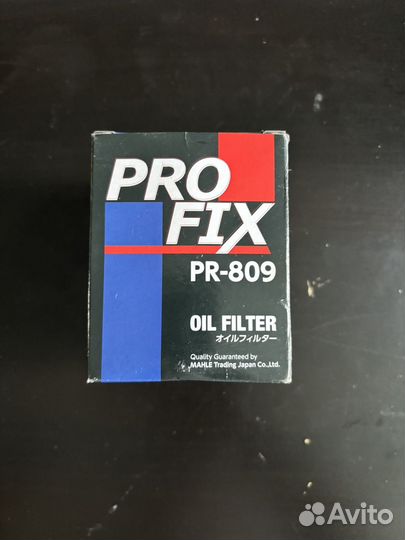 PRO
FIX
PR-809
OIL FILTER
オイルフィルター
Quality Guaranteed by
MAHLE Trading Japan Co.,Ltd.
Avito